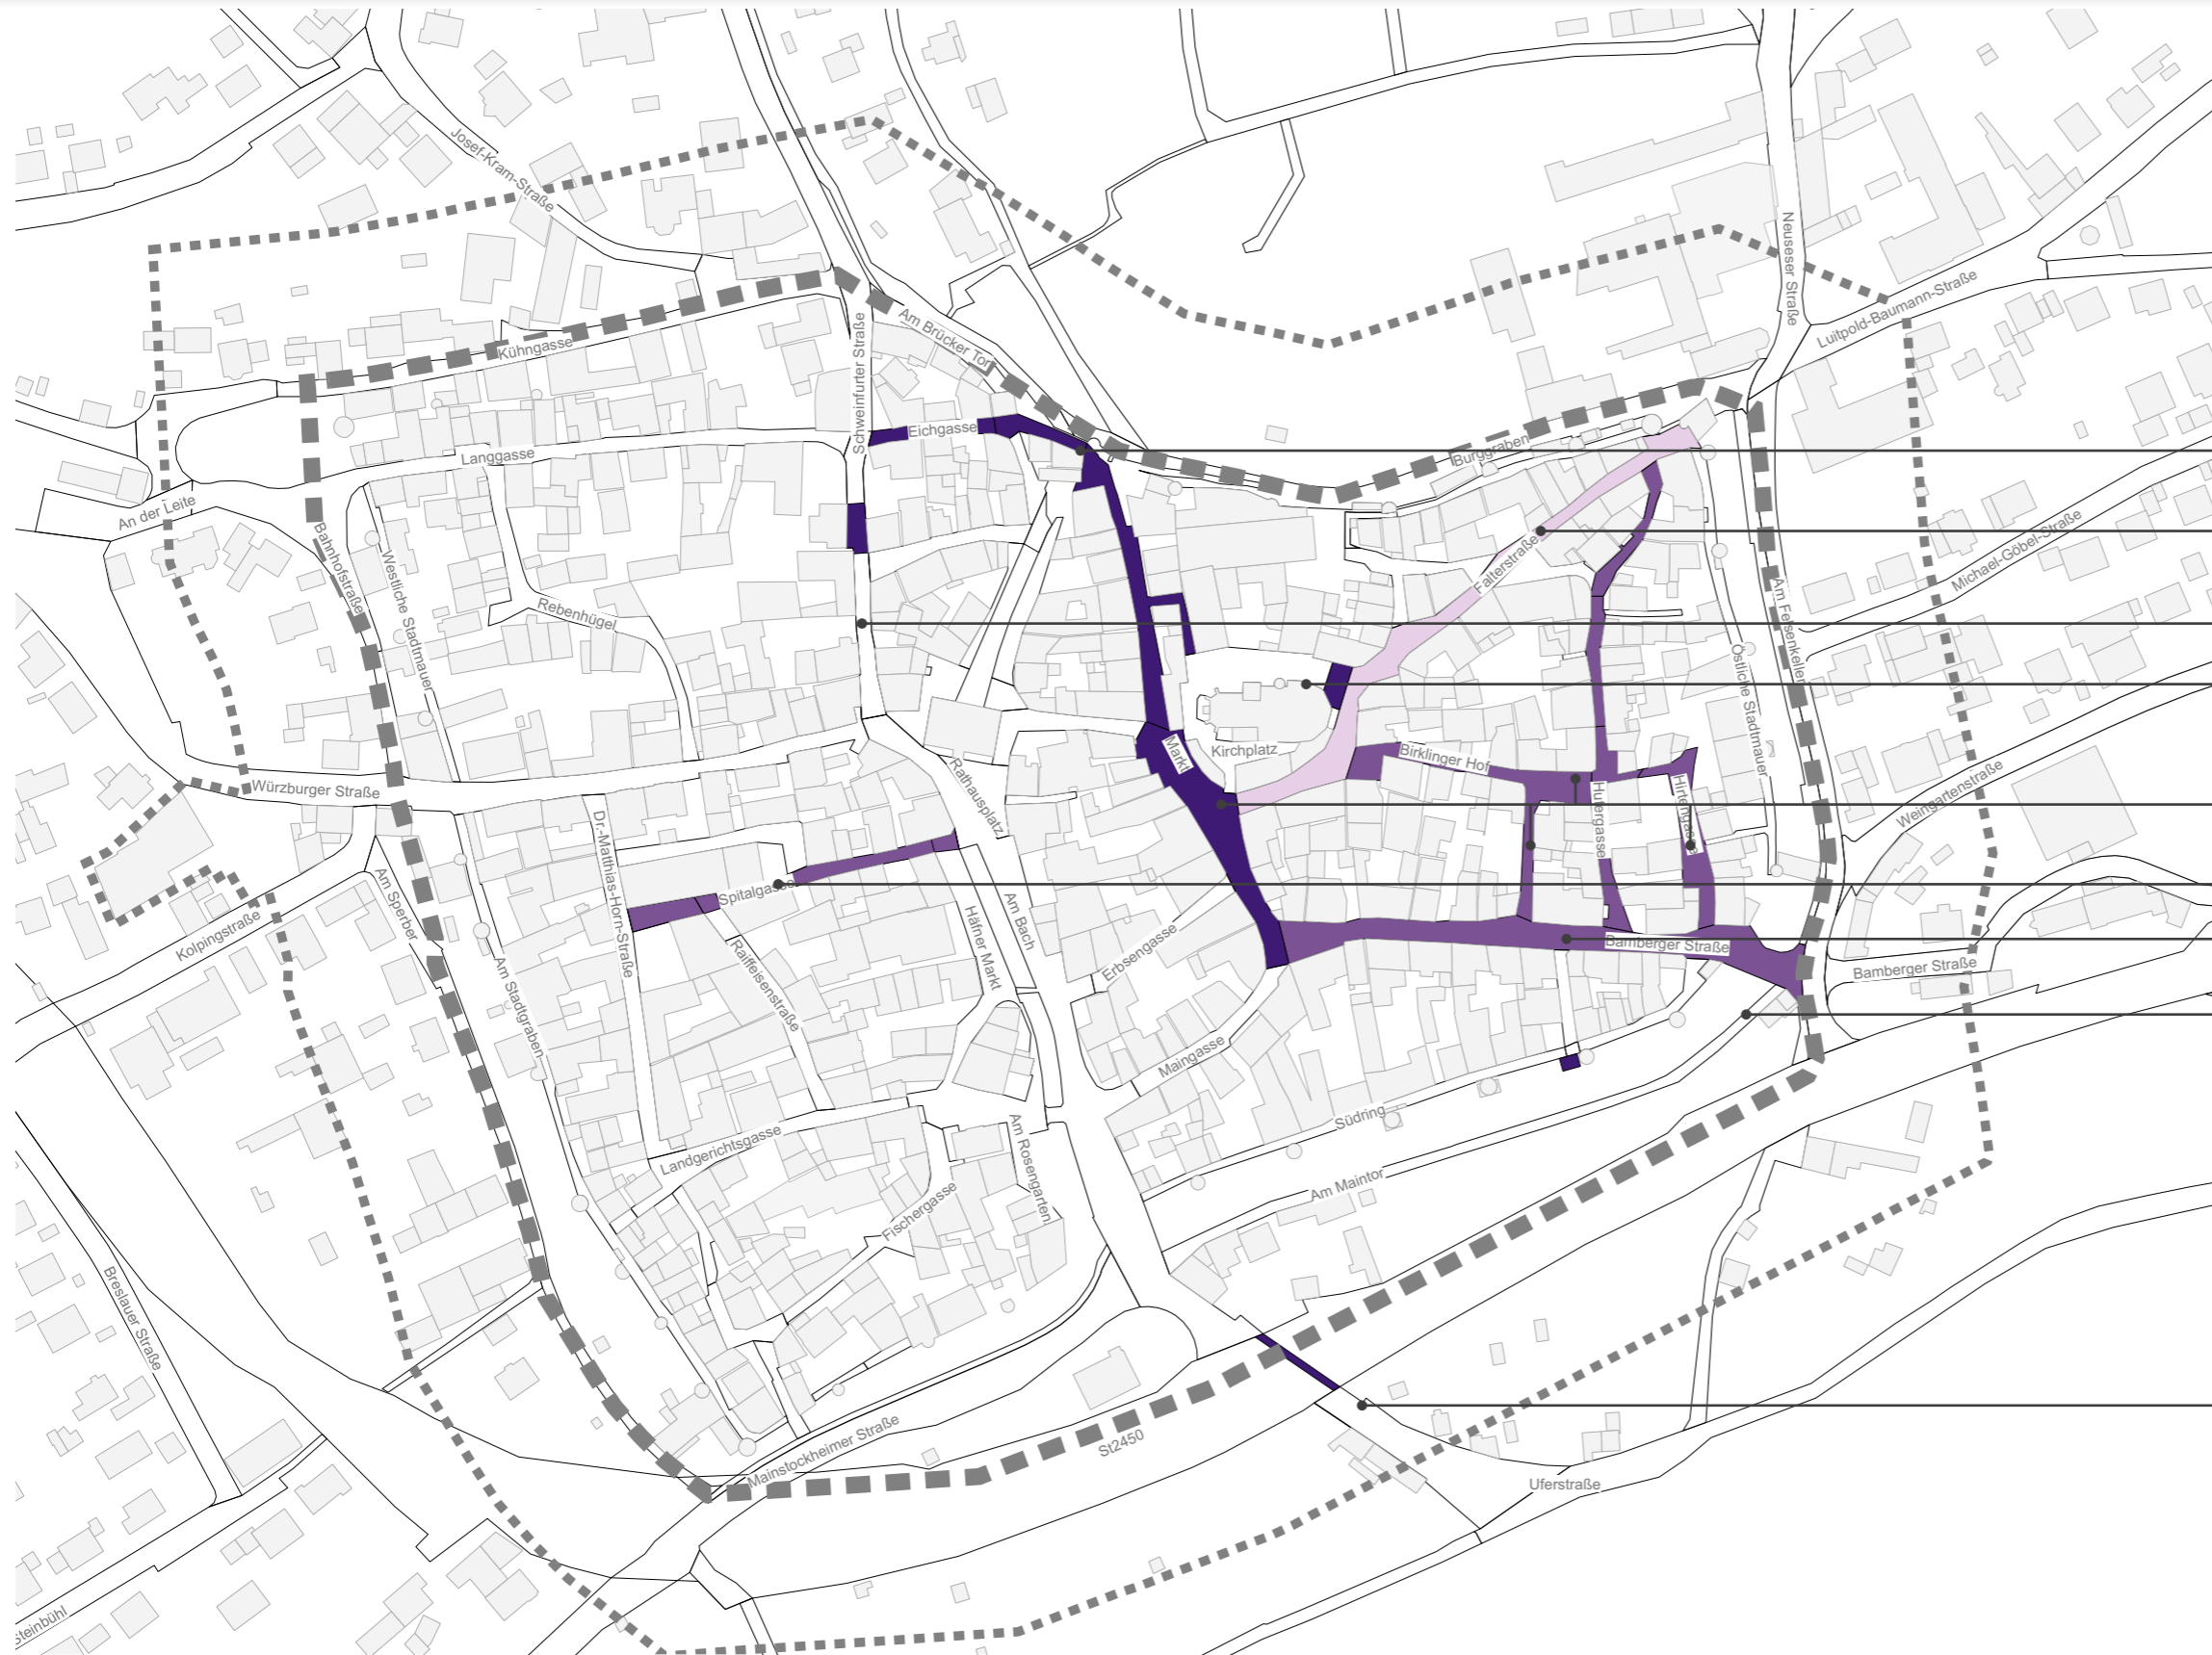 Josef-Kram-Straße
Neuseser Straße
Luitpold-Baumann-Straße
Am Brücker Tor
Schweinfurter Straße
Kühngasse
Eichgasse
Langgasse
Burggraben
An der Leite
Bahnhofstraße
Westliche Stadtmauer
Falterstraße
Michael-Göbel-Straße
Am Felsenkeller
Rebenhügel
Östliche Stadtmauer
Kirchplatz
Markt
Birklinger Hof
Würzburger Straße
Rathausplatz
Hutergasse
Hirtengasse
Weingartenstraße
Dr.-Matthias-Horn-Straße
Spitalgasse
Am Sperber
Kolpingstraße
Am Bach
Häfner Markt
Erbsengasse
Bamberger Straße
Bamberger Straße
Raiffeisenstraße
Am Stadtgraben
Maingasse
Südring
Landgerichtsgasse
Am Rosengarten
Am Maintor
Fischergasse
Breslauer Straße
Mainstockheimer Straße
St2450
Uferstraße
Steinbühl